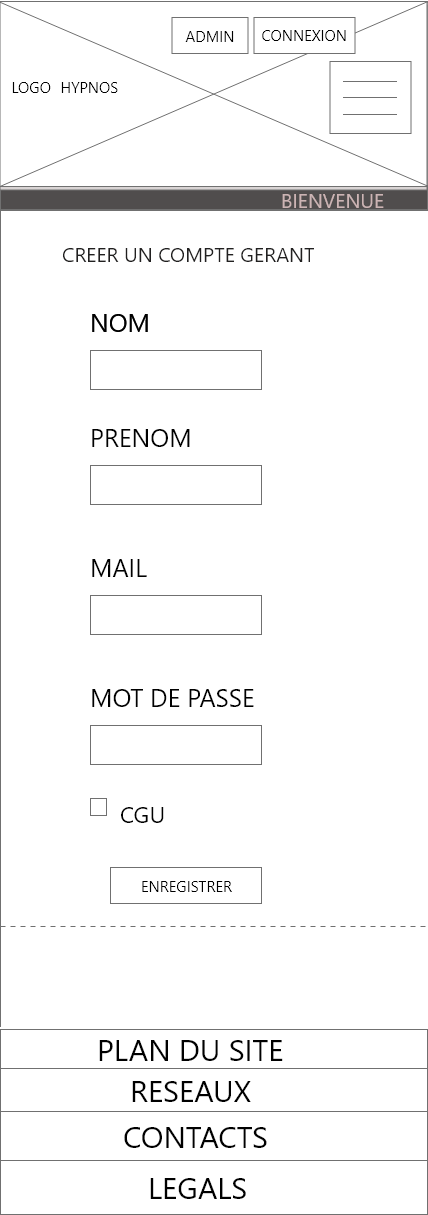 ADMIN
CONNEXION
LOGO HYPNOS
BIENVENUE
CREER UN COMPTE GERANT
NOM
PRENOM
MAIL
MOT DE PASSE
CGU
ENREGISTRER
PLAN DU SITE
RESEAUX
CONTACTS
LEGALS